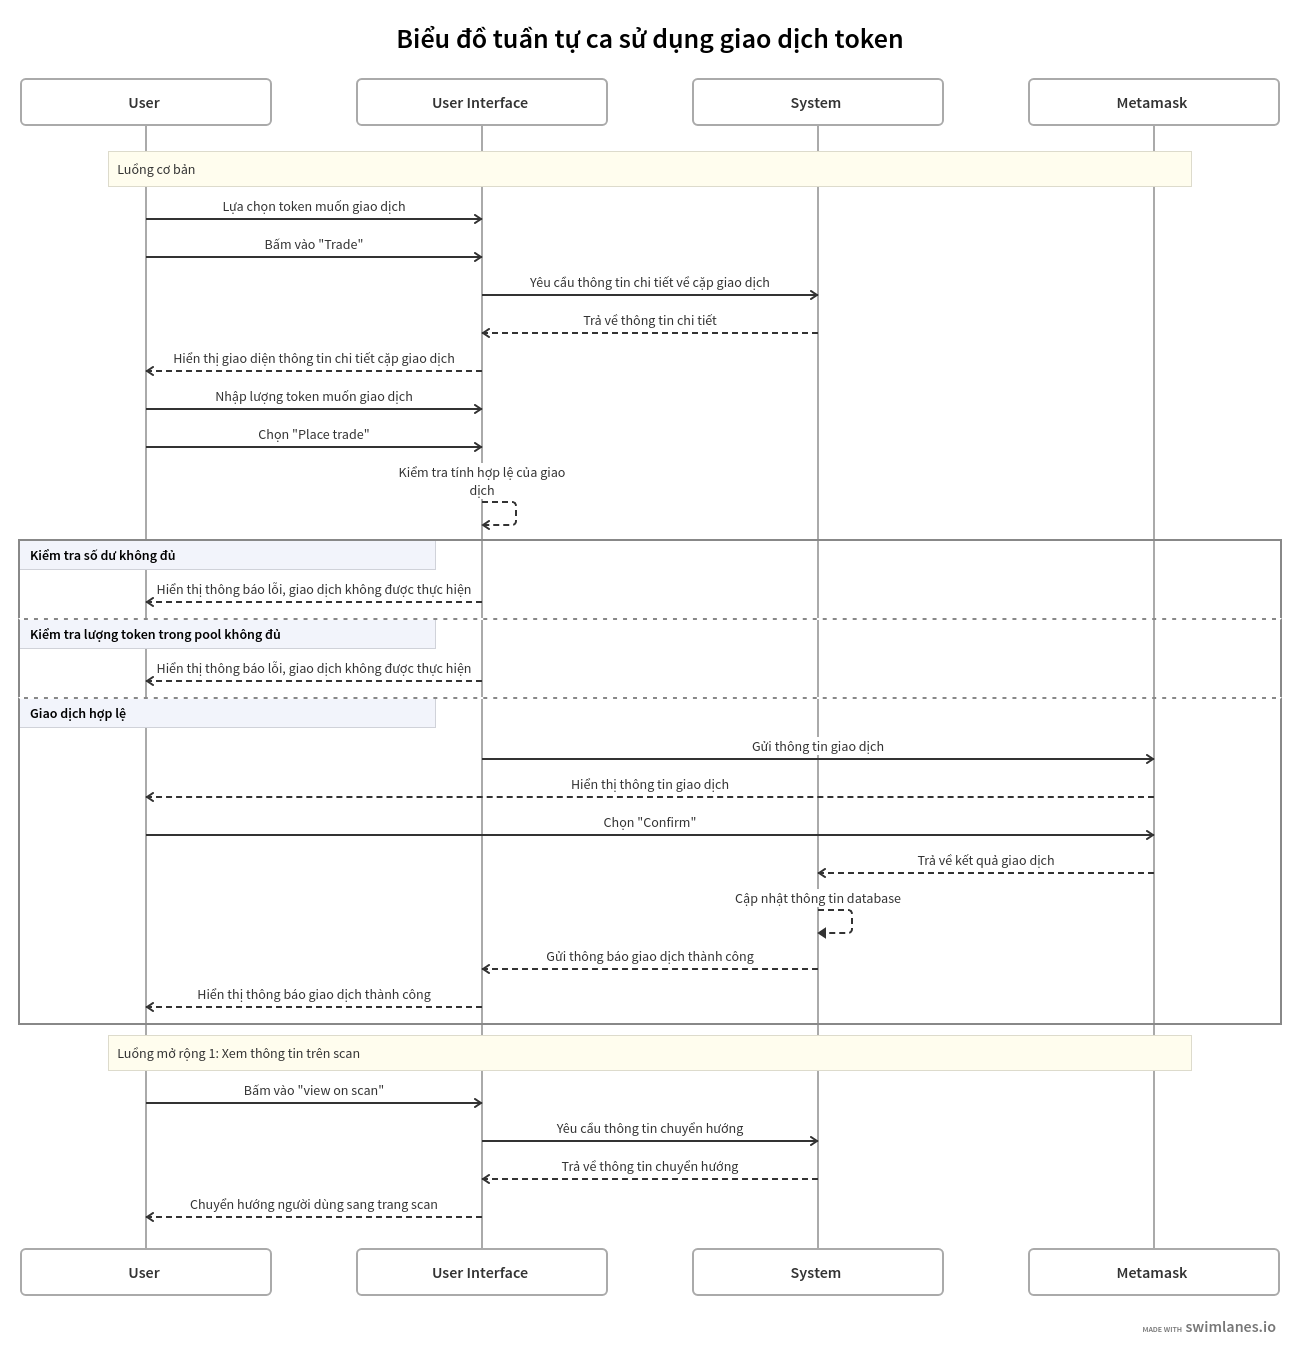 Biểu đồ tuần tự ca sử dụng giao dịch token
User
User Interface
System
Metamask
Luồng cơ bản
Lựa chọn token muốn giao dịch
Bấm vào "Trade"
Yêu cầu thông tin chi tiết về cặp giao dịch
Trả về thông tin chi tiết
Hiển thị giao diện thông tin chi tiết cặp giao dịch
Nhập lượng token muốn giao dịch
Chọn "Place trade"
Kiểm tra tính hợp lệ của giao
dịch
Kiểm tra số dư không đủ
Hiển thị thông báo lỗi, giao dịch không được thực hiện
Kiểm tra lượng token trong pool không đủ
Hiển thị thông báo lỗi, giao dịch không được thực hiện
Giao dịch hợp lệ
Gửi thông tin giao dịch
Hiển thị thông tin giao dịch
Chọn "Confirm"
Trả về kết quả giao dịch
Cập nhật thông tin database
Gửi thông báo giao dịch thành công
Hiển thị thông báo giao dịch thành công
Luồng mở rộng 1: Xem thông tin trên scan
Bấm vào "view on scan"
Yêu cầu thông tin chuyển hướng
Trả về thông tin chuyển hướng
Chuyển hướng người dùng sang trang scan
User
User Interface
System
Metamask
MADE WITH swimlanes.io